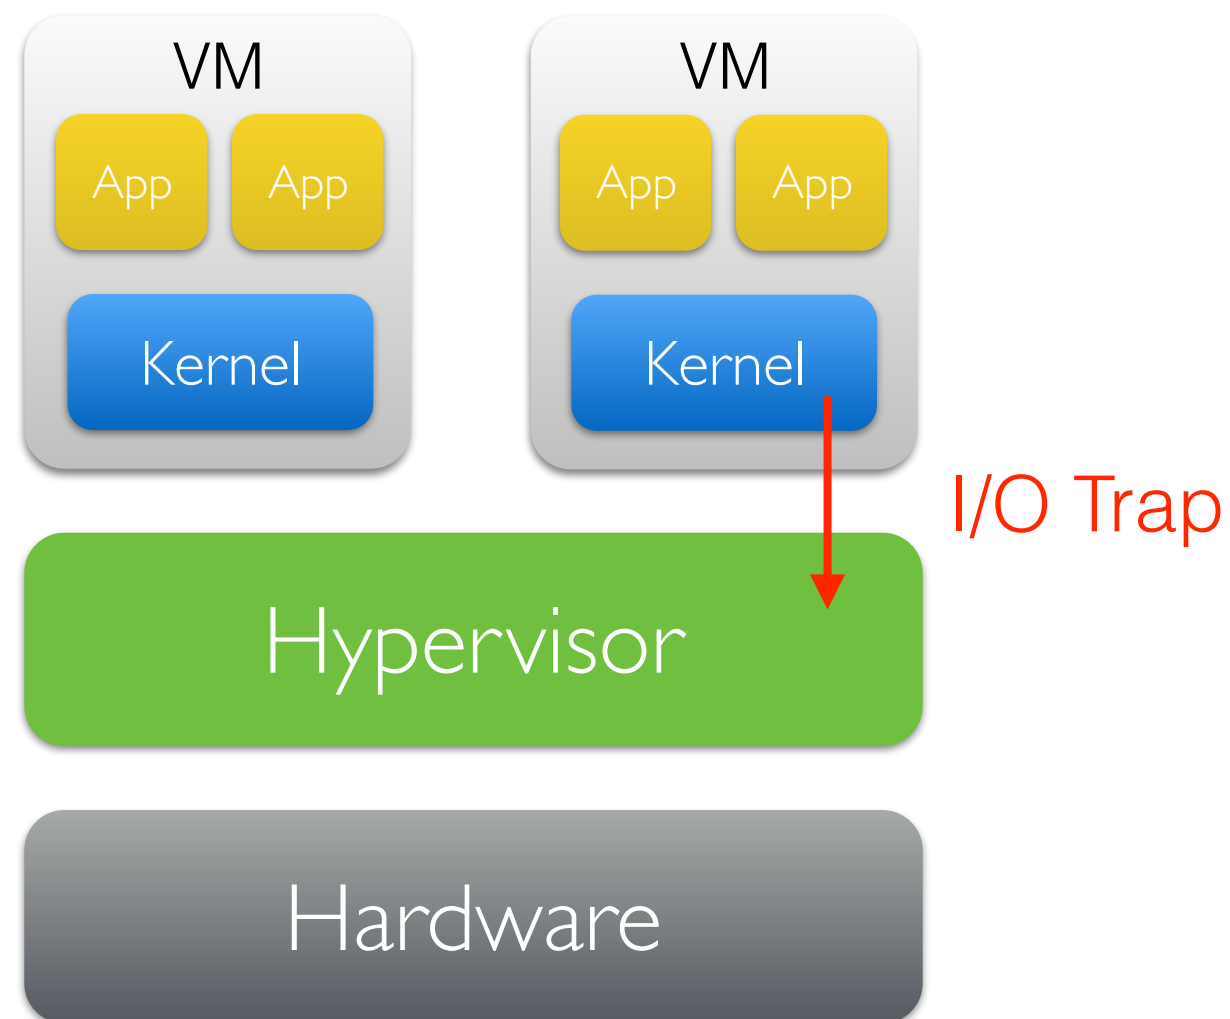 VM
App App
Kernel
VM
App App
Kernel
I/O Trap
Hypervisor
Hardware